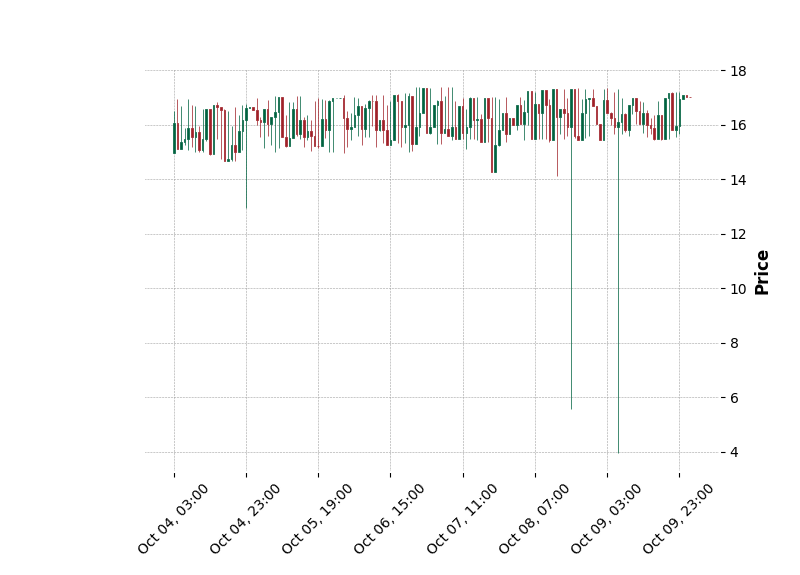 18
16
14
12
10
8
6
4
Price
Oct 04, 03:00
Oct 04, 23:00
Oct 05, 19:00
Oct 06, 15:00
Oct 07, 11:00
Oct 08, 07:00
Oct 09, 03:00
Oct 09, 23:00